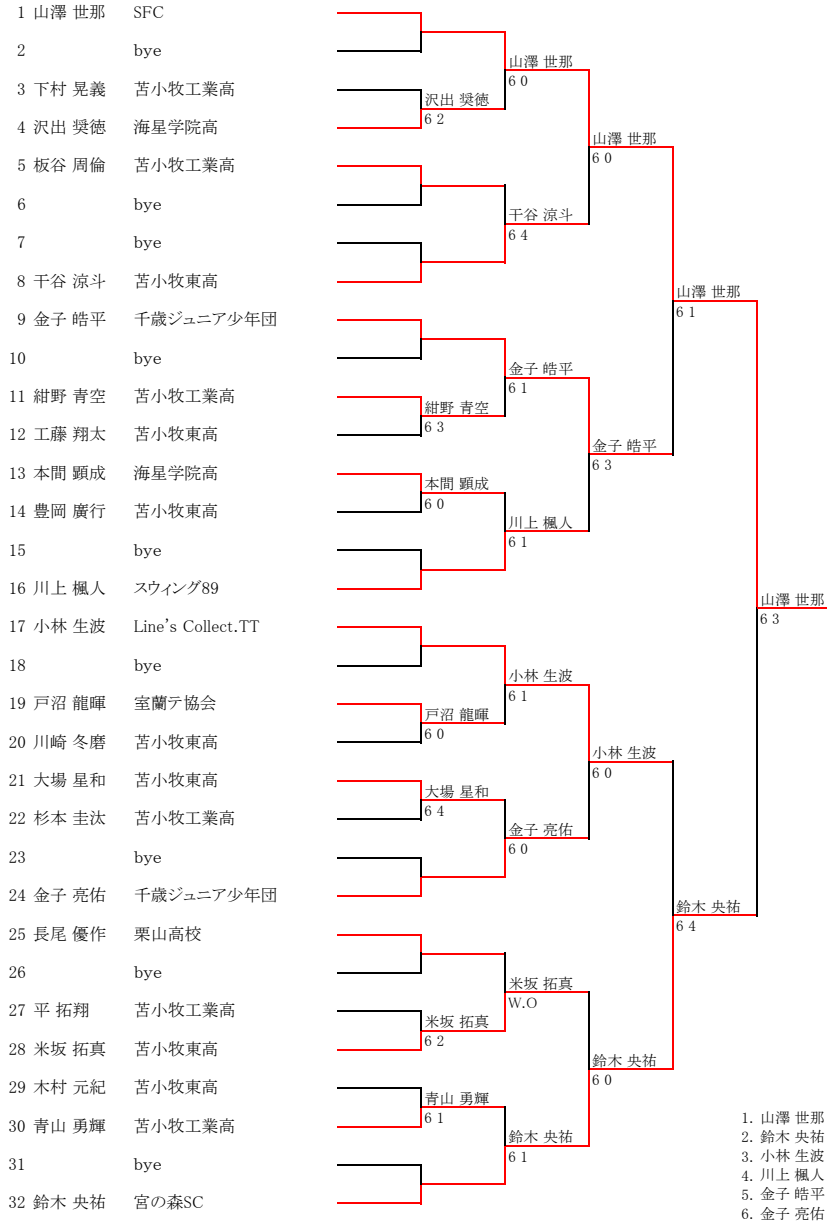 1 山澤 世那 SFC
2 bye
山澤 世那
6 0
3 下村 晃義 苫小牧工業高
沢出 奨徳
6 2
4 沢出 奨徳 海星学院高
山澤 世那
6 0
5 板谷 周倫 苫小牧工業高
6 bye
干谷 涼斗
6 4
7 bye
8 干谷 涼斗 苫小牧東高
山澤 世那
6 1
9 金子 皓平 千歳ジュニア少年団
10 bye
金子 皓平
6 1
11 紺野 青空 苫小牧工業高
紺野 青空
6 3
12 工藤 翔太 苫小牧東高
金子 皓平
6 3
13 本間 顕成 海星学院高
本間 顕成
6 0
14 豊岡 廣行 苫小牧東高
川上 楓人
6 1
15 bye
16 川上 楓人 スウィング89
山澤 世那
6 3
17 小林 生波 Line's Collect.TT
18 bye
小林 生波
6 1
19 戸沼 龍暉 室蘭テ協会
戸沼 龍暉
6 0
20 川崎 冬磨 苫小牧東高
小林 生波
6 0
21 大場 星和 苫小牧東高
大場 星和
6 4
22 杉本 圭汰 苫小牧工業高
金子 亮佑
6 0
23 bye
24 金子 亮佑 千歳ジュニア少年団
鈴木 央祐
6 4
25 長尾 優作 栗山高校
26 bye
米坂 拓真
W.O
27 平 拓翔 苫小牧工業高
米坂 拓真
6 2
28 米坂 拓真 苫小牧東高
鈴木 央祐
6 0
29 木村 元紀 苫小牧東高
青山 勇輝
6 1
30 青山 勇輝 苫小牧工業高
鈴木 央祐
6 1
31 bye
32 鈴木 央祐 宮の森SC
1. 山澤 世那
2. 鈴木 央祐
3. 小林 生波
4. 川上 楓人
5. 金子 皓平
6. 金子 亮佑